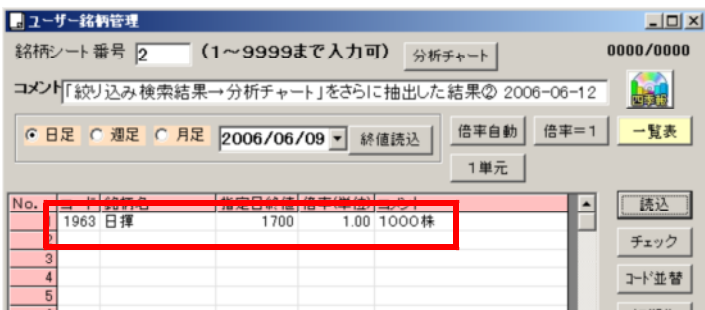 ユーザー銘柄管理
銘柄シート番号 2 (1～9999まで入力可) 分析チャート 0000/0000
コメント 「絞り込み検索結果→分析チャート」をさらに抽出した結果② 2006-06-12
四季報
日足 週足 月足 2006/06/09 終値読込 倍率自動 倍率=1 一覧表
1単元
No. コード 銘柄名 指定日終値 倍率(単位) コメント 読込
1963 日揮 1700 1.00 1000株
チェック
3
4 コード並替
5